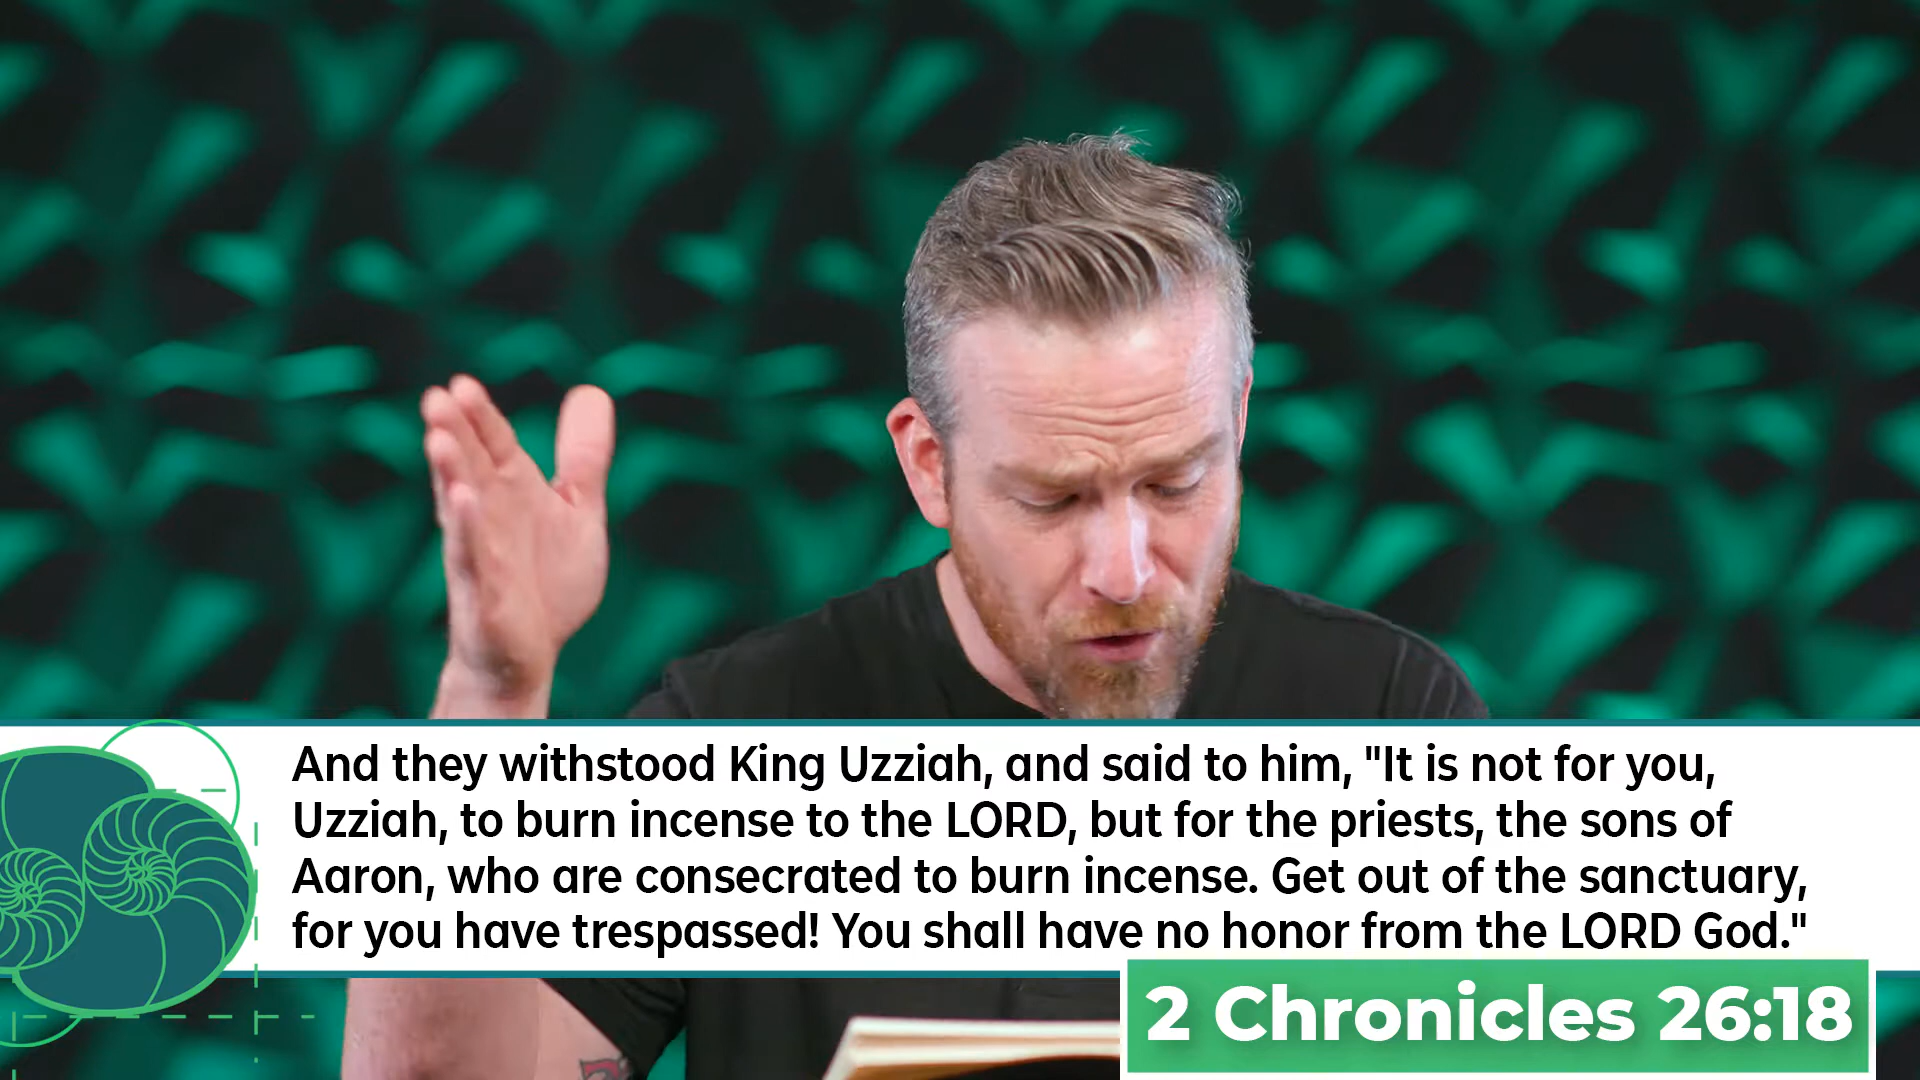 And they withstood King Uzziah, and said to him, "It is not for you,
Uzziah, to burn incense to the LORD, but for the priests, the sons of
Aaron, who are consecrated to burn incense. Get out of the sanctuary,
for you have trespassed! You shall have no honor from the LORD God."
2 Chronicles 26:18